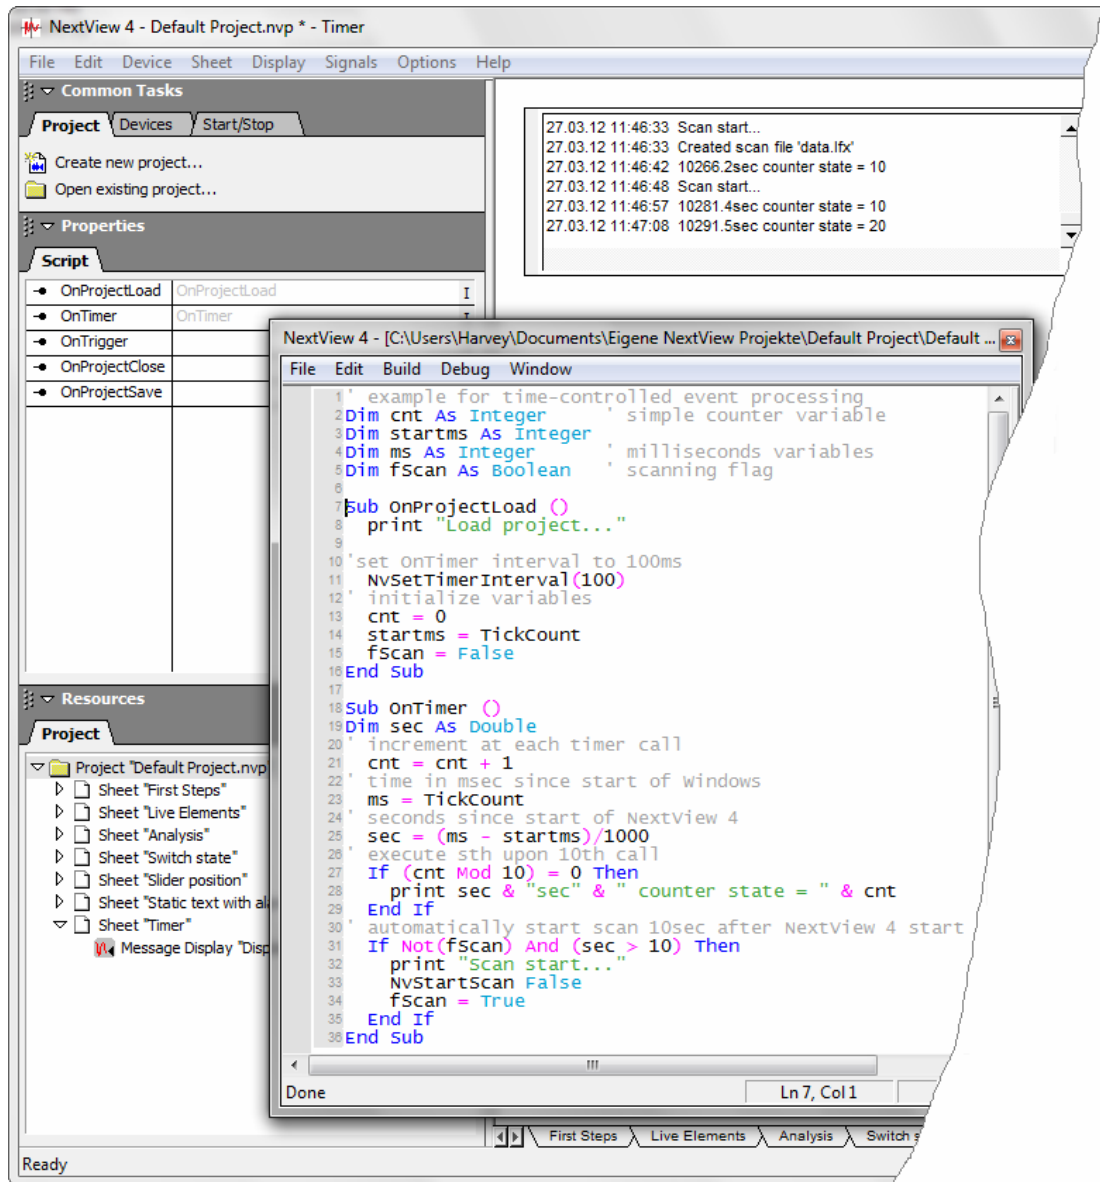 NextView 4 - Default Project.nvp * - Timer
File Edit Device Sheet Display Signals Options Help
Common Tasks
Project Devices Start/Stop
Create new project...
Open existing project...
Properties
Script
OnProjectLoad OnProjectLoad
OnTimer OnTimer
OnTrigger
OnProjectClose
OnProjectSave
Resources
Project
Project "Default Project.nvp"
Sheet "First Steps"
Sheet "Live Elements"
Sheet "Analysis"
Sheet "Switch state"
Sheet "Slider position"
Sheet "Static text with al
Sheet "Timer"
Message Display "Disp
27.03.12 11:46:33 Scan start...
27.03.12 11:46:33 Created scan file 'data.lfx'
27.03.12 11:46:42 10266.2sec counter state = 10
27.03.12 11:46:48 Scan start...
27.03.12 11:46:57 10281.4sec counter state = 10
27.03.12 11:47:08 10291.5sec counter state = 20
NextView 4 - [C:\Users\Harvey\Documents\Eigene NextView Projekte\Default Project\Default ...
File Edit Build Debug Window
1 ' example for time-controlled event processing
2 Dim cnt As Integer ' simple counter variable
3 Dim startms As Integer
4 Dim ms As Integer ' milliseconds variables
5 Dim fScan As Boolean ' scanning flag
6
7 Sub OnProjectLoad ()
8 print "Load project..."
9
10 'set OnTimer interval to 100ms
11 NvSetTimerInterval(100)
12 ' initialize variables
13 cnt = 0
14 startms = TickCount
15 fScan = False
16 End Sub
17
18 Sub OnTimer ()
19 Dim sec As Double
20 ' increment at each timer call
21 cnt = cnt + 1
22 ' time in msec since start of Windows
23 ms = TickCount
24 ' seconds since start of NextView 4
25 sec = (ms - startms)/1000
26 ' execute sth upon 10th call
27 If (cnt Mod 10) = 0 Then
28 print sec & "sec" & " counter state = " & cnt
29 End If
30 ' automatically start scan 10sec after NextView 4 start
31 If Not(fScan) And (sec > 10) Then
32 print "Scan start..."
33 NvStartScan False
34 fScan = True
35 End If
36 End Sub
Done Ln 7, Col 1
First Steps Live Elements Analysis Switch s
Ready